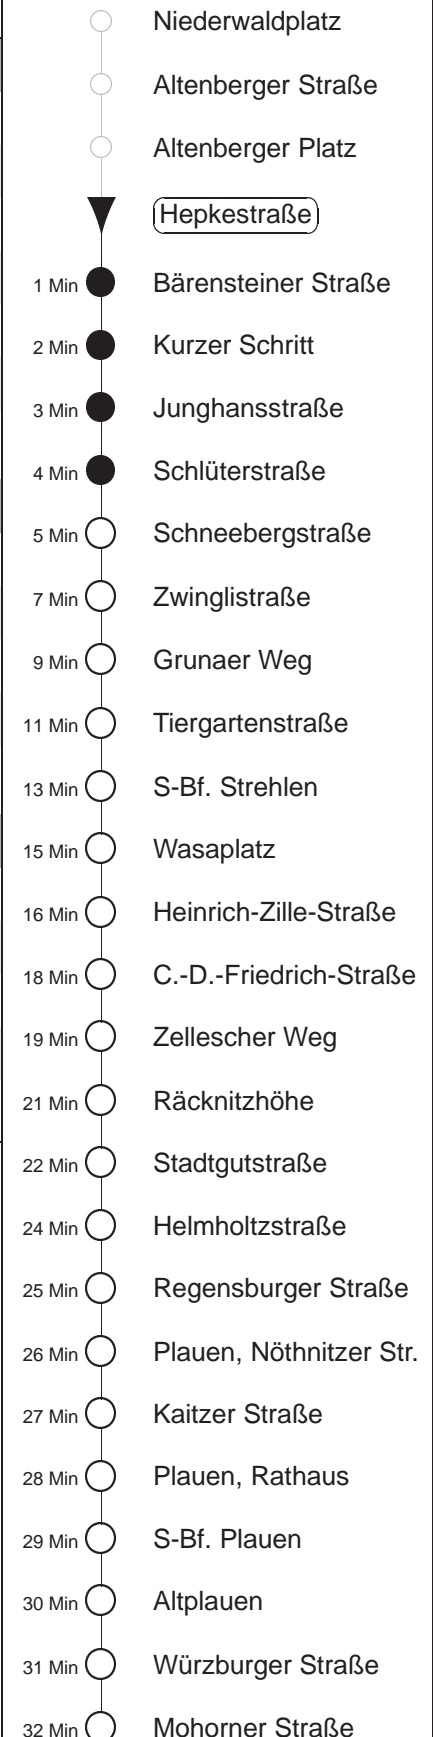 Niederwaldplatz
Altenberger Straße
Altenberger Platz
Hepkestraße
1 Min Bärensteiner Straße
2 Min Kurzer Schritt
3 Min Junghansstraße
4 Min Schlüterstraße
5 Min Schneebergstraße
7 Min Zwinglistraße
9 Min Grunaer Weg
11 Min Tiergartenstraße
13 Min S-Bf. Strehlen
15 Min Wasaplatz
16 Min Heinrich-Zille-Straße
18 Min C.-D.-Friedrich-Straße
19 Min Zellescher Weg
21 Min Räcknitzhöhe
22 Min Stadtgutstraße
24 Min Helmholtzstraße
25 Min Regensburger Straße
26 Min Plauen, Nöthnitzer Str.
27 Min Kaitzer Straße
28 Min Plauen, Rathaus
29 Min S-Bf. Plauen
30 Min Altplauen
31 Min Würzburger Straße
32 Min Mohorner Straße